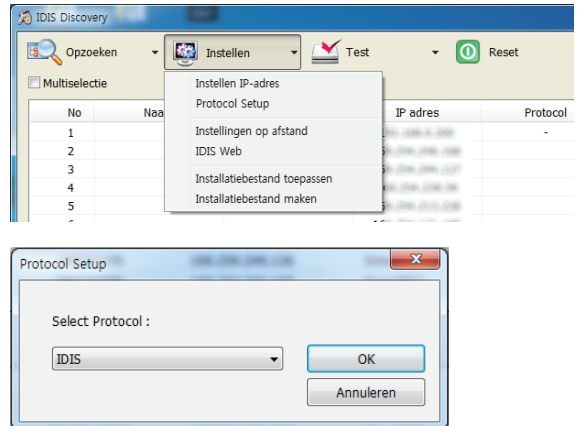 IDIS Discovery
Opzoeken Instellen Test Reset
Multiselectie
Instellen IP-adres
Protocol Setup
Instellingen op afstand
IDIS Web
Installatiebestand toepassen
Installatiebestand maken
No Naa IP adres Protocol
1 -
2
3
4
5
Protocol Setup
Select Protocol :
IDIS
OK
Annuleren